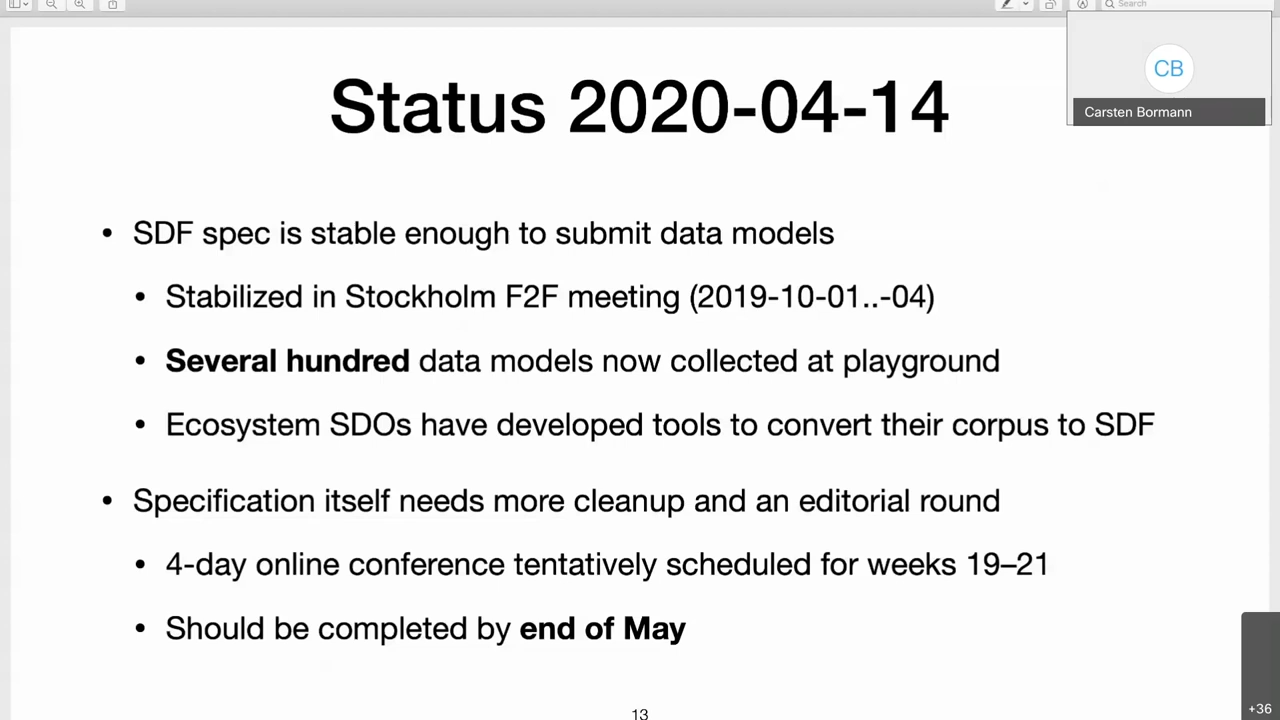 Search
CB
Carsten Bormann
Status 2020-04-14
• SDF spec is stable enough to submit data models
• Stabilized in Stockholm F2F meeting (2019-10-01..-04)
• Several hundred data models now collected at playground
• Ecosystem SDOs have developed tools to convert their corpus to SDF
• Specification itself needs more cleanup and an editorial round
• 4-day online conference tentatively scheduled for weeks 19–21
• Should be completed by end of May
13
+36